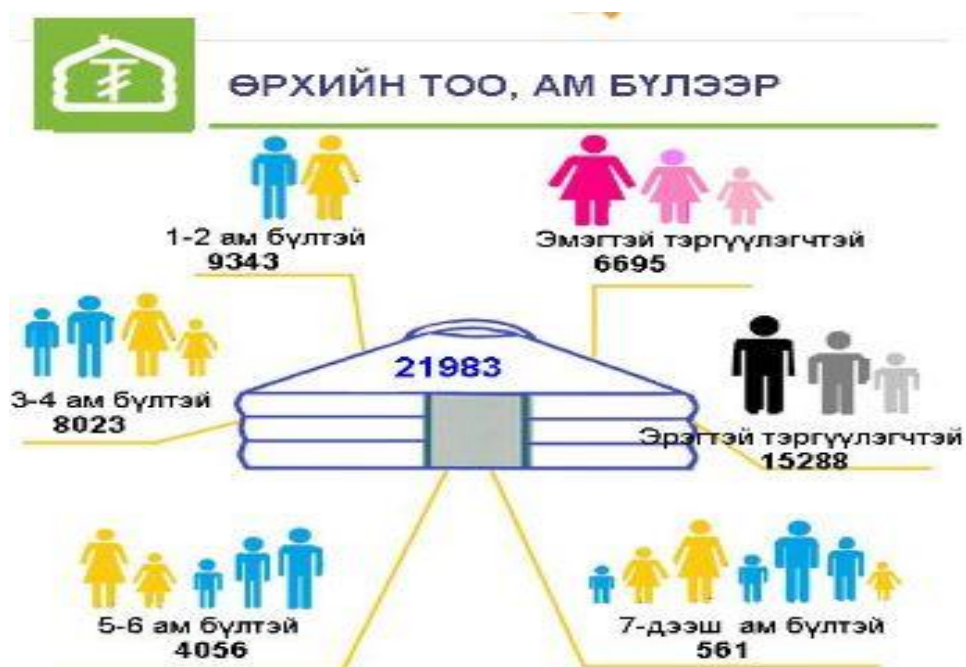 ӨРХИЙН ТОО, АМ БҮЛЭЭР
1-2 ам бүлтэй
9343
Эмэгтэй тэргүүлэгчтэй
6695
21983
3-4 ам бүлтэй
8023
Эрэгтэй тэргүүлэгчтэй
15288
5-6 ам бүлтэй
4056
7-дээш ам бүлтэй
561